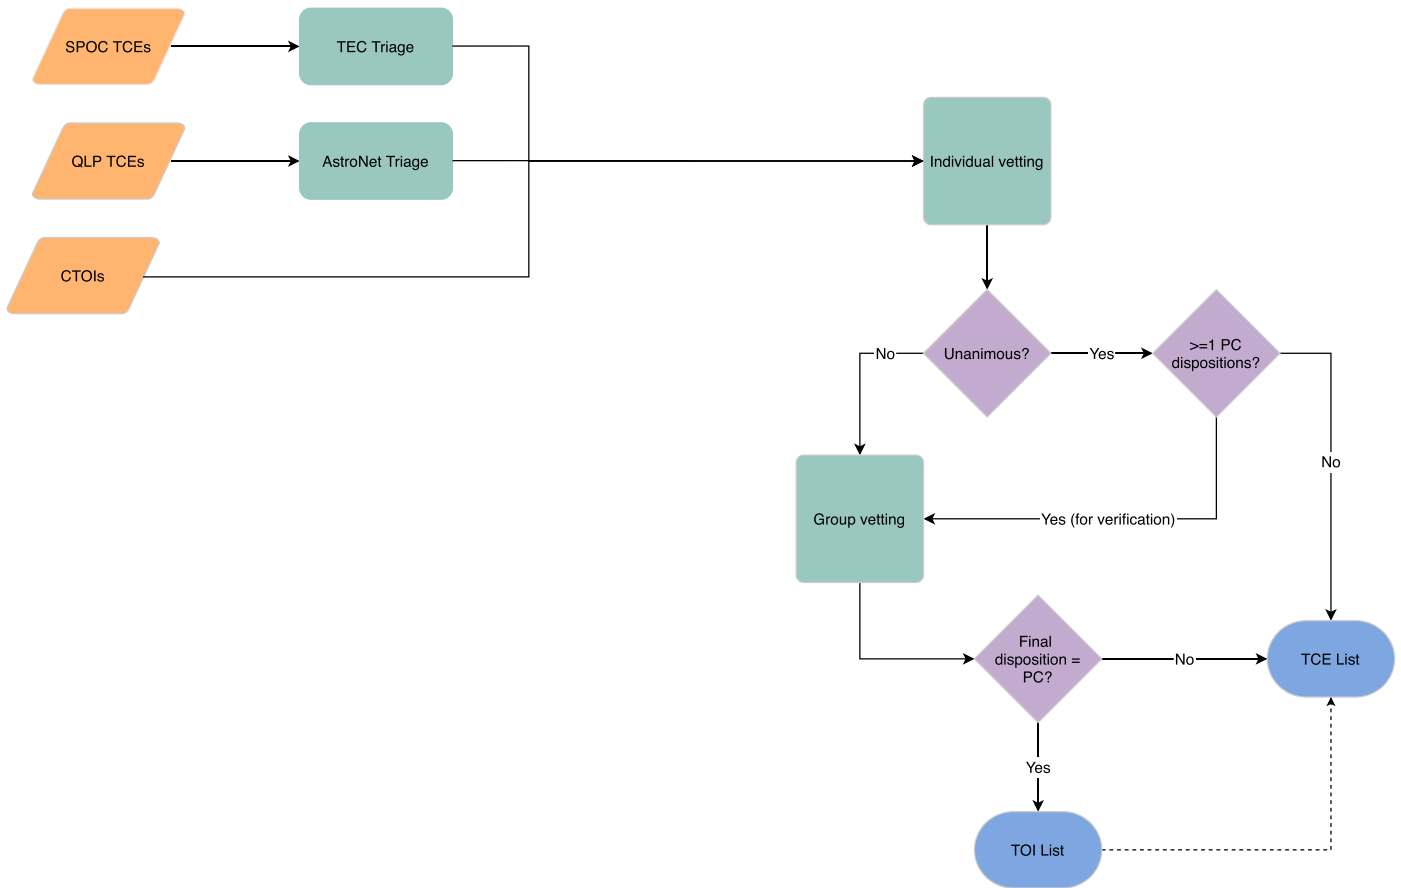 SPOC TCEs
TEC Triage
QLP TCEs
AstroNet Triage
Individual vetting
CTOIs
Unanimous?
No
Yes
>=1 PC
dispositions?
No
Group vetting
Yes (for verification)
Final
disposition =
PC?
No
TCE List
Yes
TOI List